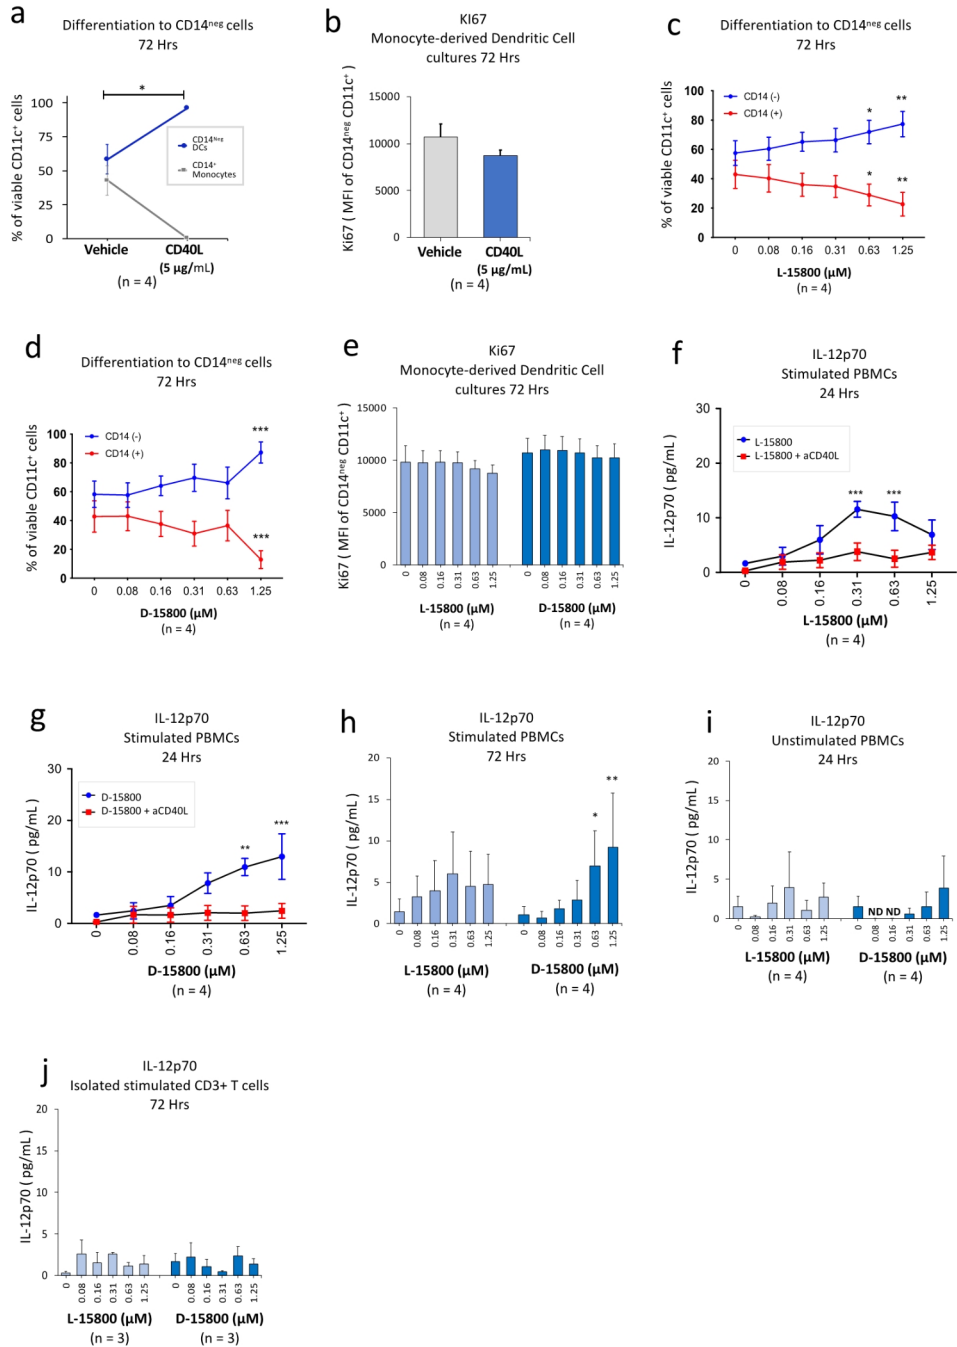 a
Differentiation to CD14ⁿᵉᵍ cells
72 Hrs
% of viable CD11c⁺ cells
100
75
50
25
0
*
CD14ᴺᵉᵍ
DCs
CD14⁺
Monocytes
Vehicle
CD40L
(5 µg/mL)
(n = 4)
b
KI67
Monocyte-derived Dendritic Cell
cultures 72 Hrs
Ki67 ( MFI of CD14ⁿᵉᵍ CD11c⁺)
15000
10000
5000
0
Vehicle
CD40L
(5 µg/mL)
(n = 4)
c
Differentiation to CD14ⁿᵉᵍ cells
72 Hrs
% of viable CD11c⁺ cells
100
80
60
40
20
0
CD14 (-)
CD14 (+)
* **
* **
0 0.08 0.16 0.31 0.63 1.25
L-15800 (µM)
(n = 4)
d
Differentiation to CD14ⁿᵉᵍ cells
72 Hrs
% of viable CD11c⁺ cells
100
80
60
40
20
0
CD14 (-)
CD14 (+)
***
***
0 0.08 0.16 0.31 0.63 1.25
D-15800 (µM)
(n = 4)
e
Ki67
Monocyte-derived Dendritic Cell
cultures 72 Hrs
Ki67 ( MFI of CD14ⁿᵉᵍ CD11c⁺)
15000
10000
5000
0
0 0.08 0.16 0.31 0.63 1.25
0 0.08 0.16 0.31 0.63 1.25
L-15800 (µM)
D-15800 (µM)
(n = 4)
(n = 4)
f
IL-12p70
Stimulated PBMCs
24 Hrs
IL-12p70 ( pg/mL)
30
20
10
0
L-15800
L-15800 + aCD40L
*** ***
0 0.08 0.16 0.31 0.63 1.25
L-15800 (µM)
(n = 4)
g
IL-12p70
Stimulated PBMCs
24 Hrs
IL-12p70 ( pg/mL )
30
20
10
0
D-15800
D-15800 + aCD40L
** ***
0 0.08 0.16 0.31 0.63 1.25
D-15800 (µM)
(n = 4)
h
IL-12p70
Stimulated PBMCs
72 Hrs
IL-12p70 ( pg/mL )
20
15
10
5
0
* **
0 0.08 0.16 0.31 0.63 1.25
0 0.08 0.16 0.31 0.63 1.25
L-15800 (µM)
D-15800 (µM)
(n = 4)
(n = 4)
i
IL-12p70
Unstimulated PBMCs
24 Hrs
IL-12p70 ( pg/mL )
20
15
10
5
0
ND ND
0 0.08 0.16 0.31 0.63 1.25
0 0.08 0.16 0.31 0.63 1.25
L-15800 (µM)
D-15800 (µM)
(n = 4)
(n = 4)
j
IL-12p70
Isolated stimulated CD3+ T cells
72 Hrs
IL-12p70 ( pg/mL )
20
15
10
5
0
0 0.08 0.16 0.31 0.63 1.25
0 0.08 0.16 0.31 0.63 1.25
L-15800 (µM)
D-15800 (µM)
(n = 3)
(n = 3)